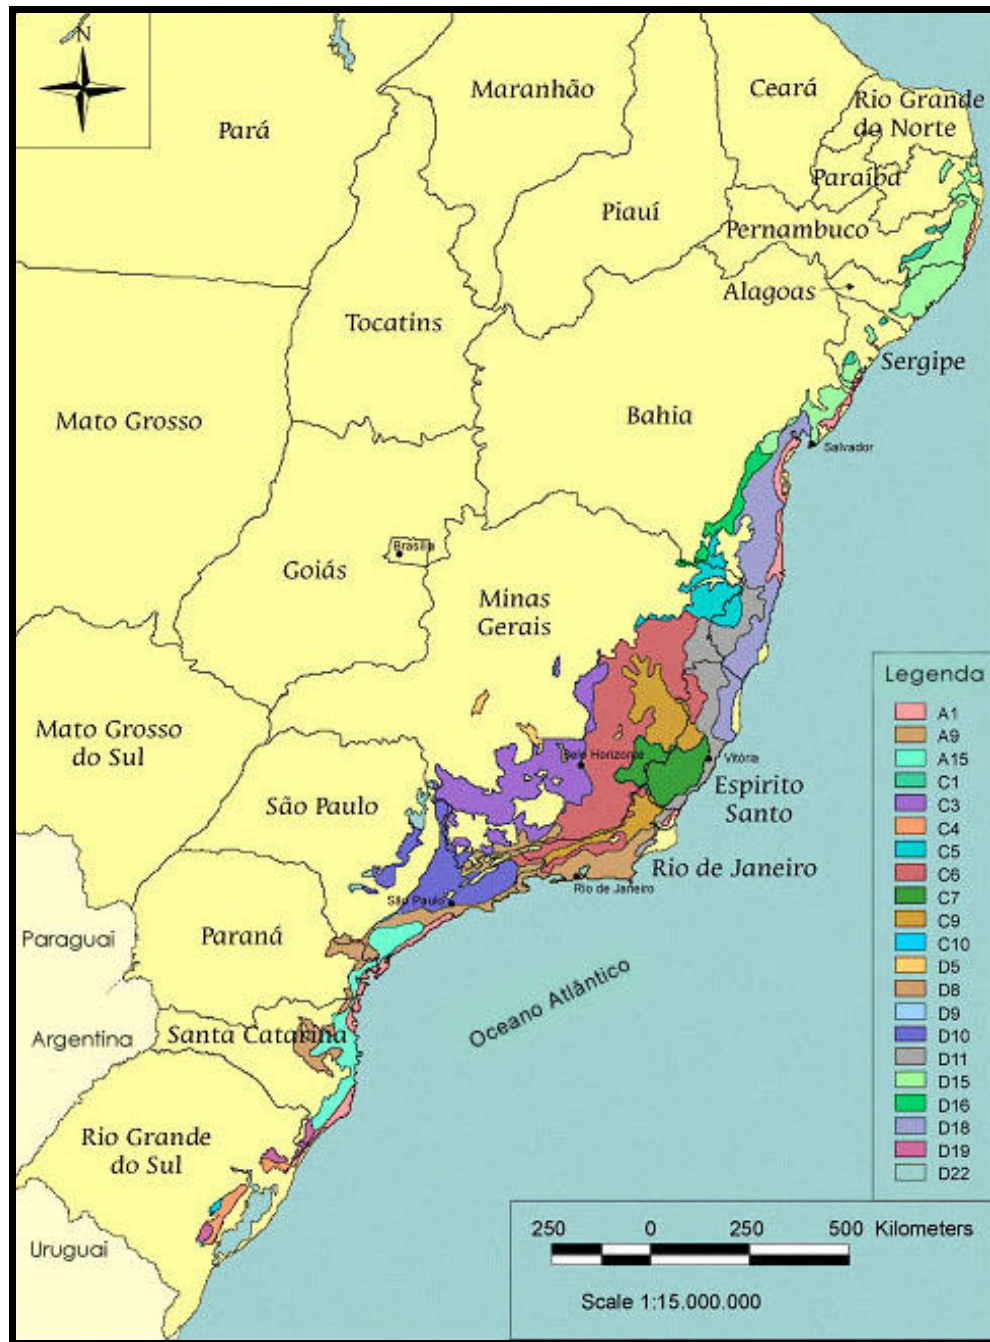 N
Maranhão
Ceará
Rio Grande
do Norte
Pará
Paraíba
Piauí
Pernambuco
Alagoas
Tocatins
Sergipe
Mato Grosso
Bahia
Salvador
Brasília
Goiás
Minas
Gerais
Legenda
A1
A9
A15
C1
C3
C4
C5
C6
C7
C9
C10
D5
D8
D9
D10
D11
D15
D16
D18
D19
D22
Mato Grosso
do Sul
Belo Horizonte
Vitória
Espirito
Santo
São Paulo
Rio de Janeiro
Rio de Janeiro
São Paulo
Paraná
Paraguai
Oceano Atlântico
Santa Catarina
Argentina
Rio Grande
do Sul
Uruguai
250 0 250 500 Kilometers
Scale 1:15.000.000